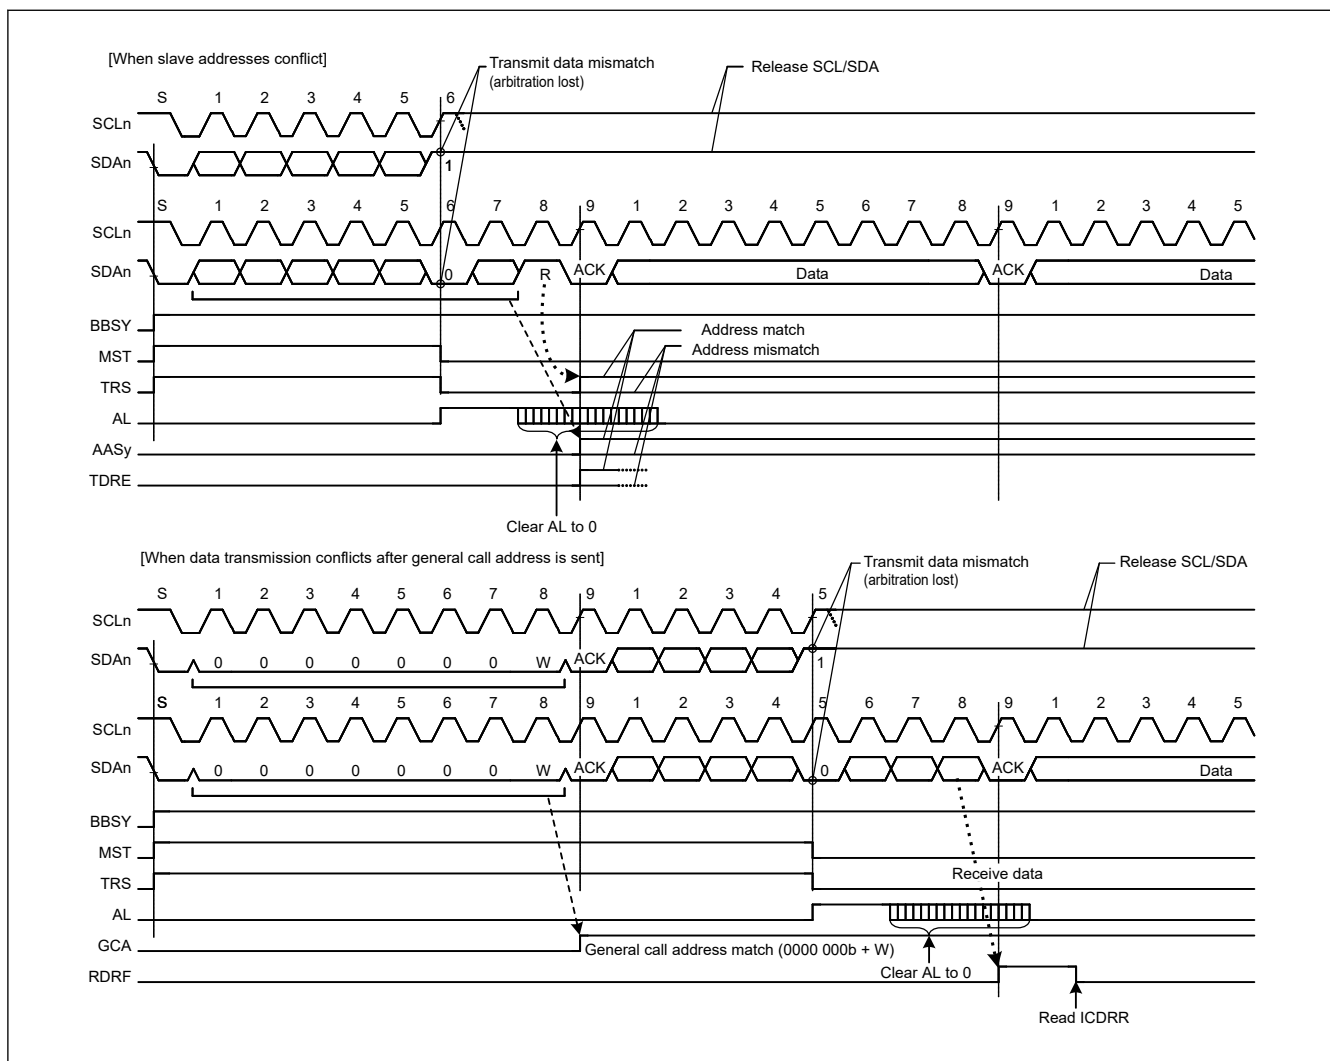 [When slave addresses conflict]
Transmit data mismatch
(arbitration lost)
Release SCL/SDA
S 1 2 3 4 5 6
SCLn
SDAn
1
S 1 2 3 4 5 6 7 8 9 1 2 3 4 5 6 7 8 9 1 2 3 4 5
SCLn
SDAn 0 R ACK Data ACK Data
BBSY
Address match
MST
Address mismatch
TRS
AL
AASy
TDRE
Clear AL to 0
[When data transmission conflicts after general call address is sent]
Transmit data mismatch
(arbitration lost)
Release SCL/SDA
S 1 2 3 4 5 6 7 8 9 1 2 3 4 5
SCLn
SDAn 0 0 0 0 0 0 0 W ACK 1
S 1 2 3 4 5 6 7 8 9 1 2 3 4 5 6 7 8 9 1 2 3 4 5
SCLn
SDAn 0 0 0 0 0 0 0 W ACK 0 ACK Data
BBSY
MST
Receive data
TRS
AL
GCA
General call address match (0000 000b + W)
Clear AL to 0
RDRF
Read ICDRR